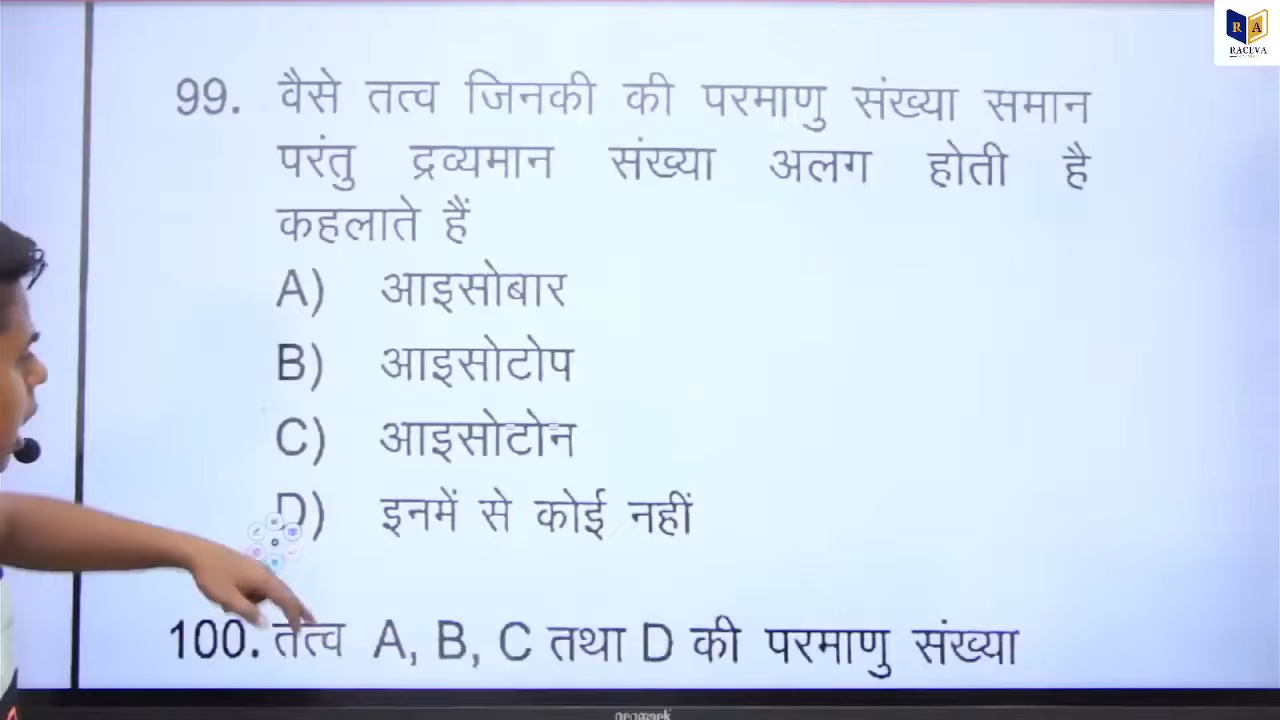 RACEVA
99. वैसे तत्व जिनकी की परमाणु संख्या समान
परंतु द्रव्यमान संख्या अलग होती है
कहलाते हैं
A) आइसोबार
B) आइसोटोप
C) आइसोटोन
D) इनमें से कोई नहीं
100. तत्व A, B, C तथा D की परमाणु संख्या